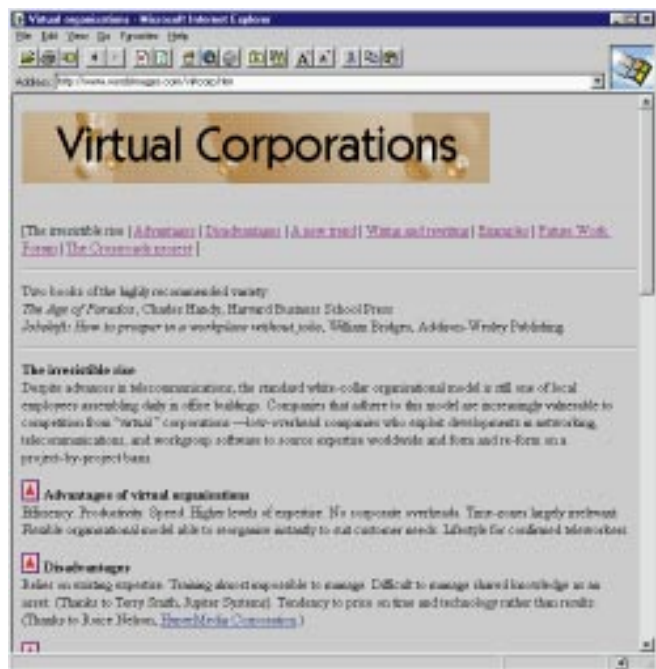 Virtual organisations - Microsoft Internet Explorer
File Edit View Go Favorites Help
Address
Virtual Corporations
[The irresistible rise | Advantages | Disadvantages | A new trend | Wiring and rewiring | Examples | Future Work
Forum | The Crossroads project ]
Two books of the highly recommended variety
The Age of Paradox, Charles Handy, Harvard Business School Press
Jobshift: How to prosper in a workplace without jobs, William Bridges, Addison-Wesley Publishing
The irresistible rise
Despite advances in telecommunications, the standard white-collar organizational model is still one of local
employees assembling daily in office buildings. Companies that adhere to this model are increasingly vulnerable to
competition from "virtual" corporations —low-overhead companies who exploit developments in networking,
telecommunications, and workgroup software to source expertise worldwide and form and re-form on a
project-by-project basis.
Advantages of virtual organisations
Efficiency. Productivity. Speed. Higher levels of expertise. No corporate overheads. Time-zones largely irrelevant.
Flexible organisational model able to reorganise instantly to suit customer needs. Lifestyle for confirmed teleworkers.
Disadvantages
Relies on existing expertise. Training almost impossible to manage. Difficult to manage shared knowledge as an
asset. (Thanks to Terry Smith, Jupiter Systems). Tendency to price on time and technology rather than results.
(Thanks to Joice Nelson, HyperMedia Corporation.)